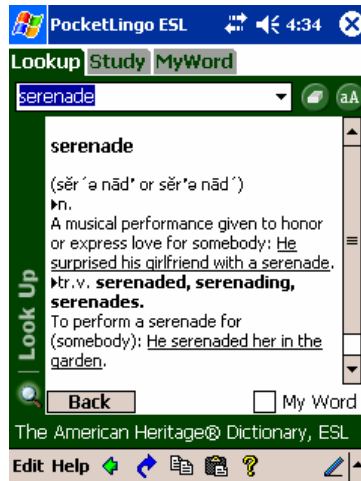 PocketLingo ESL 4:34
Lookup Study MyWord
serenade
aA
serenade
(sĕr´ə nād' or sĕr'ə nād´)
n.
A musical performance given to honor
or express love for somebody: He
surprised his girlfriend with a serenade.
tr.v. serenaded, serenading,
serenades.
To perform a serenade for
(somebody): He serenaded her in the
garden.
Look Up
Back My Word
The American Heritage® Dictionary, ESL
Edit Help